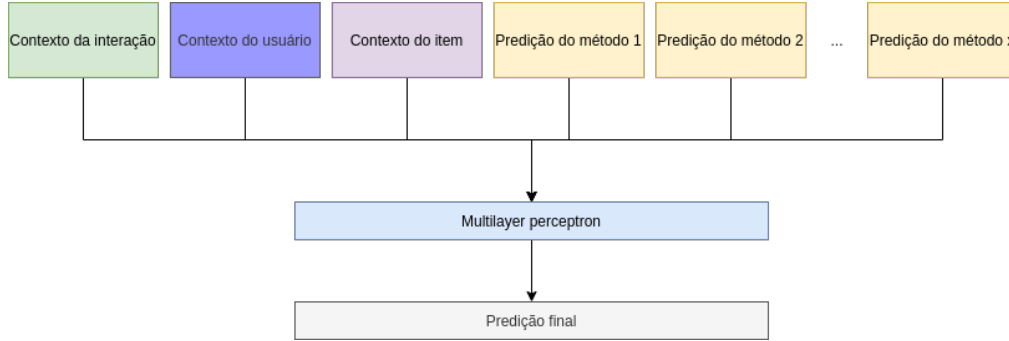 Contexto da interação
Contexto do usuário
Contexto do item
Predição do método 1
Predição do método 2
...
Predição do método x
Multilayer perceptron
Predição final